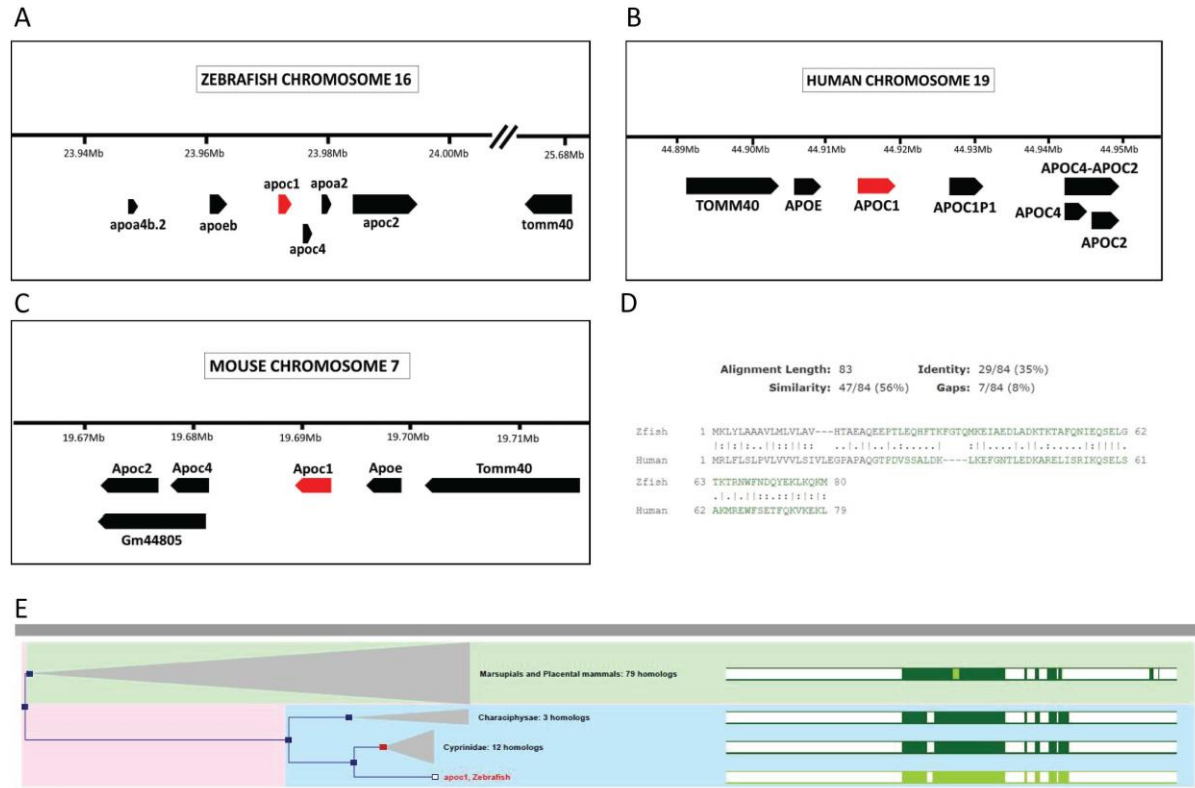 A
ZEBRAFISH CHROMOSOME 16
23.94Mb 23.96Mb 23.98Mb 24.00Mb 25.68Mb
apoc1 apoa2
apoa4b.2 apoeb apoc2 tomm40
apoc4
B
HUMAN CHROMOSOME 19
44.89Mb 44.90Mb 44.91Mb 44.92Mb 44.93Mb 44.94Mb 44.95Mb
APOC4-APOC2
TOMM40 APOE APOC1 APOC1P1 APOC4
APOC2
C
MOUSE CHROMOSOME 7
19.67Mb 19.68Mb 19.69Mb 19.70Mb 19.71Mb
Apoc2 Apoc4 Apoc1 Apoe Tomm40
Gm44805
D
Alignment Length: 83 Identity: 29/84 (35%)
Similarity: 47/84 (56%) Gaps: 7/84 (8%)
Zfish 1 MKLYLAAAVLMLVLAV---HTAEAQEEPTLEQHFTKFGTQMKEIAEDLADKTKTAFQNIEQSELG 62
Human 1 MRLFLSLPVLVVVLSIVLEGPAPAQGTPDVSSALDK----LKEFGNTLEDKARELISRIKQSELS 61
Zfish 63 TKTRNWFNDQYEKLKQKM 80
Human 62 AKMREWFSETFQKVKEKL 79
E
Marsupials and Placental mammals: 79 homologs
Characiphysae: 3 homologs
Cyprinidae: 12 homologs
apoc1, Zebrafish